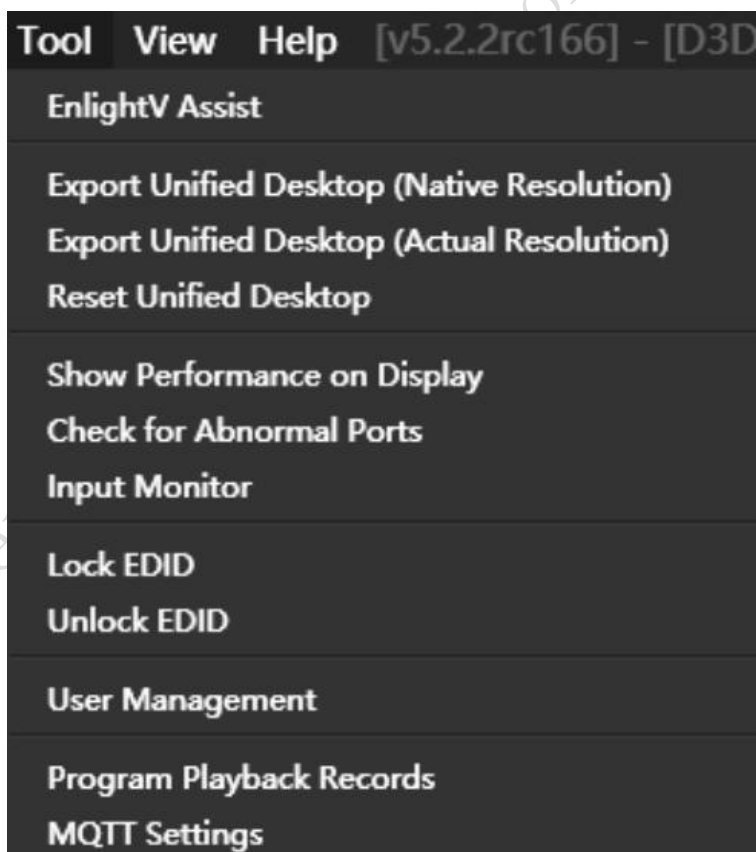 Tool View Help [v5.2.2rc166] - [D3D
EnlightV Assist
Export Unified Desktop (Native Resolution)
Export Unified Desktop (Actual Resolution)
Reset Unified Desktop
Show Performance on Display
Check for Abnormal Ports
Input Monitor
Lock EDID
Unlock EDID
User Management
Program Playback Records
MQTT Settings